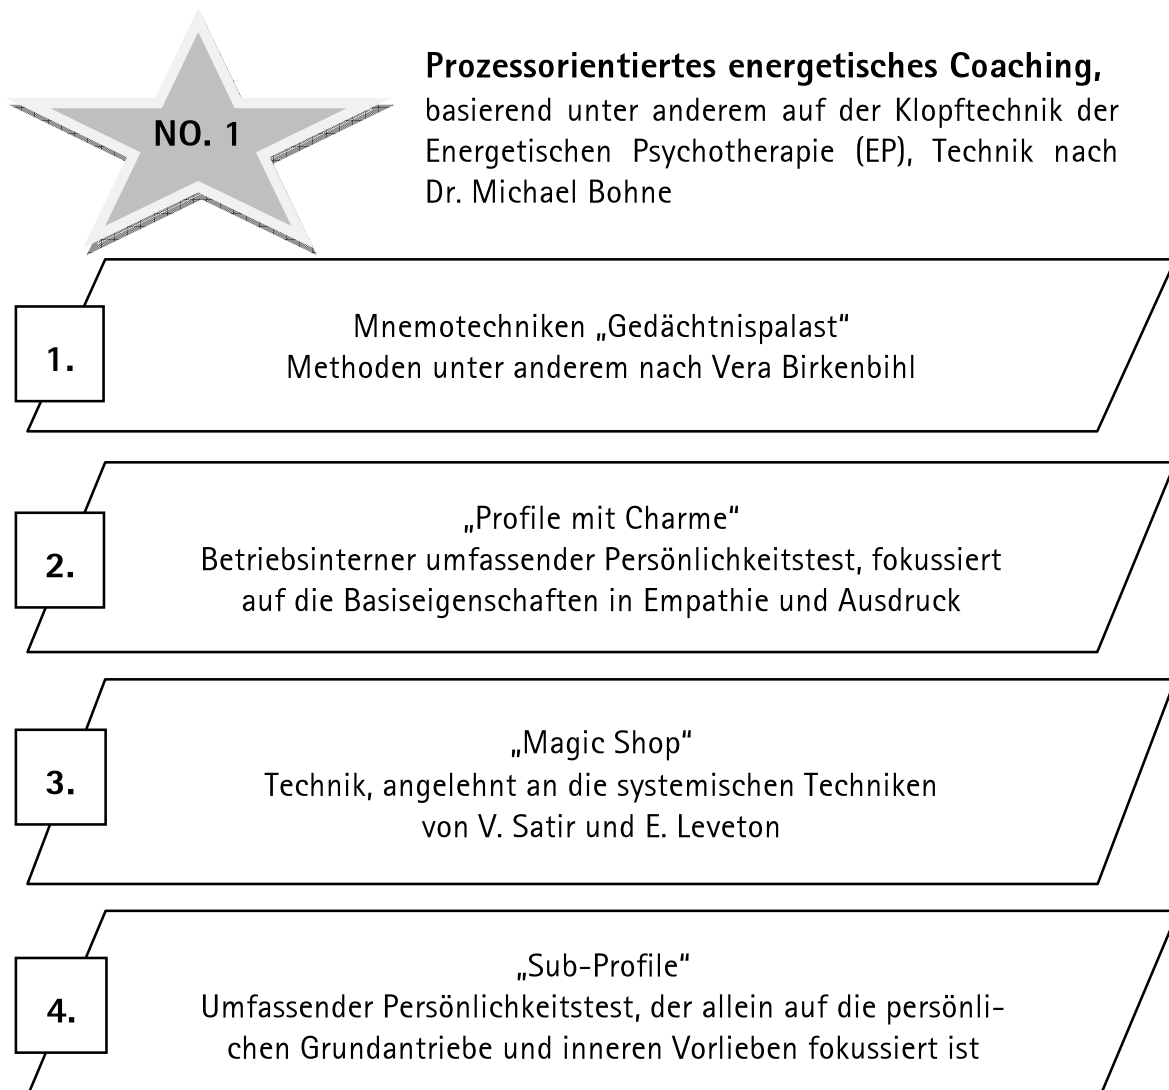 NO. 1
Prozessorientiertes energetisches Coaching,
basierend unter anderem auf der Klopftechnik der
Energetischen Psychotherapie (EP), Technik nach
Dr. Michael Bohne
1.
Mnemotechniken „Gedächtnispalast“
Methoden unter anderem nach Vera Birkenbihl
2.
„Profile mit Charme“
Betriebsinterner umfassender Persönlichkeitstest, fokussiert
auf die Basiseigenschaften in Empathie und Ausdruck
3.
„Magic Shop“
Technik, angelehnt an die systemischen Techniken
von V. Satir und E. Leveton
4.
„Sub-Profile“
Umfassender Persönlichkeitstest, der allein auf die persönli-
chen Grundantriebe und inneren Vorlieben fokussiert ist